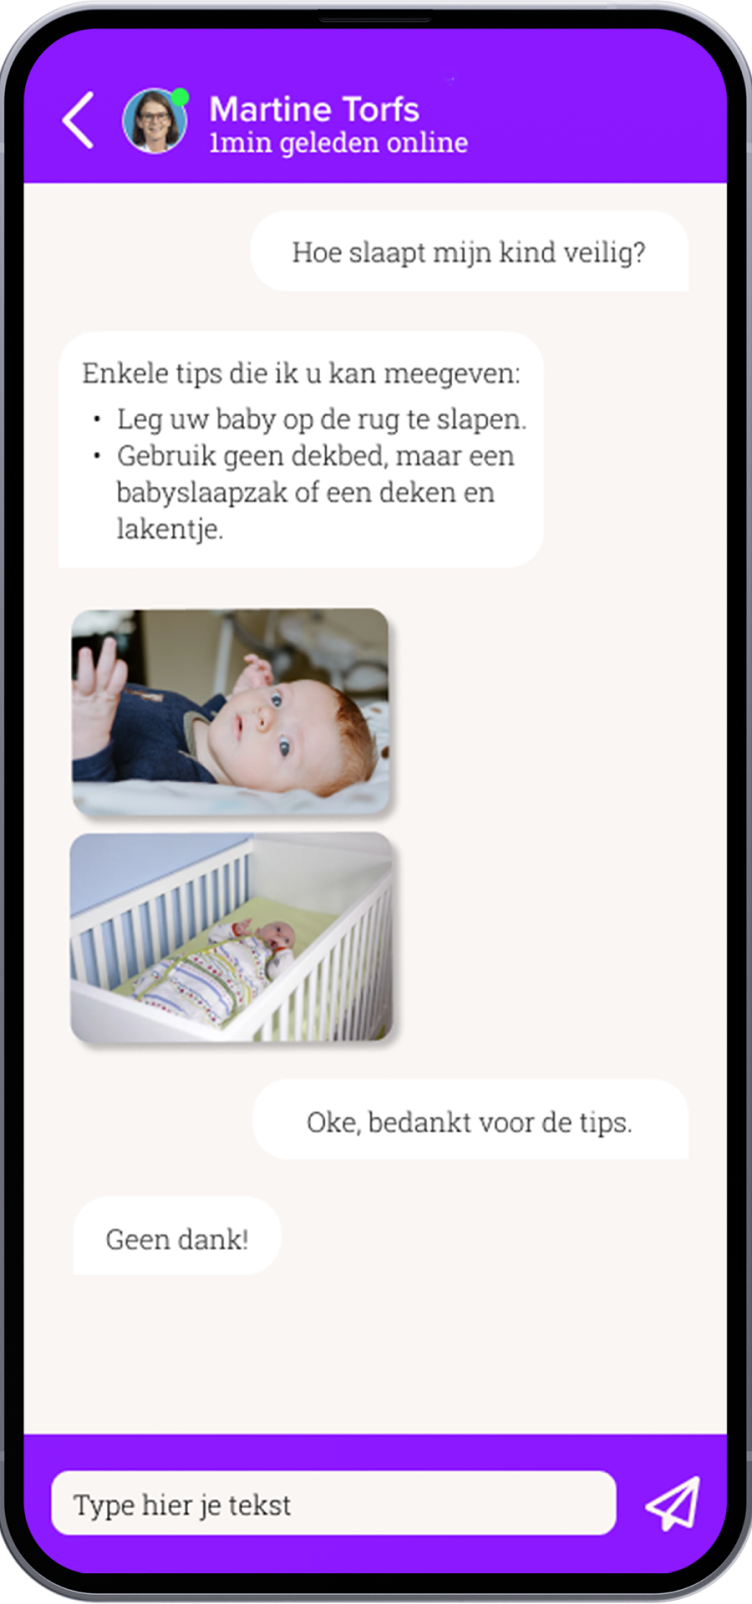 Martine Torfs
1min geleden online
Hoe slaapt mijn kind veilig?
Enkele tips die ik u kan meegeven:
• Leg uw baby op de rug te slapen.
• Gebruik geen dekbed, maar een
babyslaapzak of een deken en
lakentje.
Oke, bedankt voor de tips.
Geen dank!
Type hier je tekst